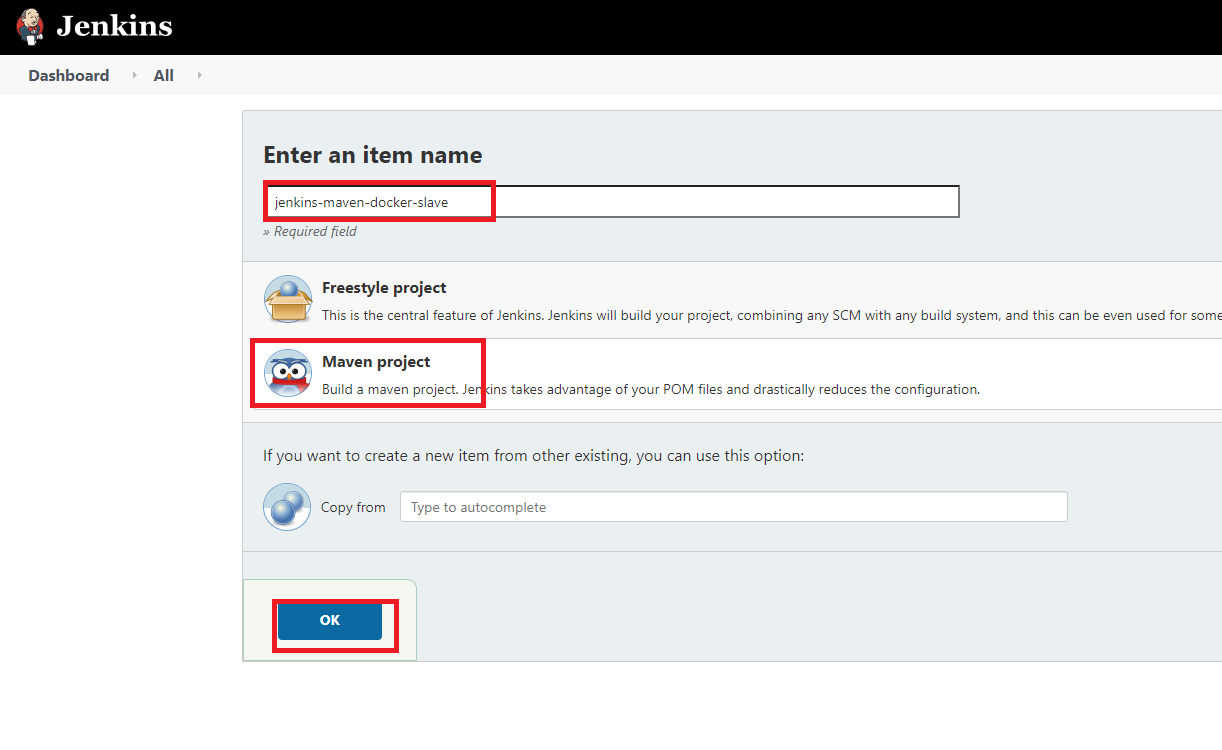 Jenkins
Dashboard All
Enter an item name
jenkins-maven-docker-slave
» Required field
Freestyle project
This is the central feature of Jenkins. Jenkins will build your project, combining any SCM with any build system, and this can be even used for some
Maven project
Build a maven project. Jenkins takes advantage of your POM files and drastically reduces the configuration.
If you want to create a new item from other existing, you can use this option:
Copy from Type to autocomplete
OK